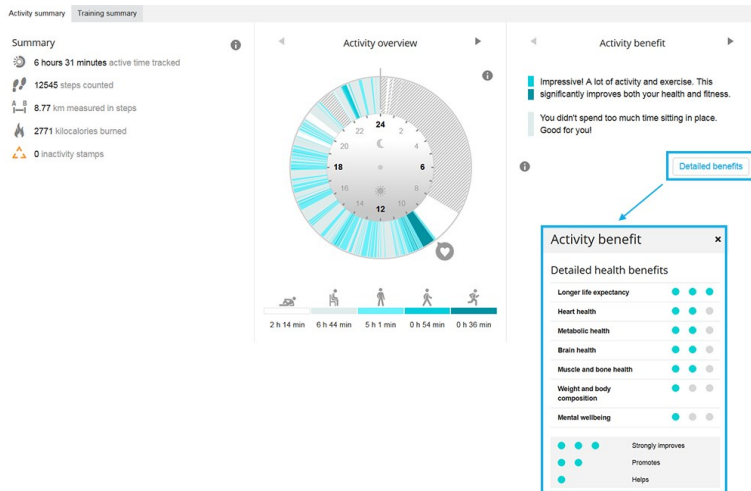 Activity summary
Training summary
Summary
6 hours 31 minutes active time tracked
12545 steps counted
A B
8.77 km measured in steps
2771 kilocalories burned
0 inactivity stamps
Activity overview
24
22 2
20 4
18 6
16 8
14 10
12
2 h 14 min 6 h 44 min 5 h 1 min 0 h 54 min 0 h 36 min
Activity benefit
Impressive! A lot of activity and exercise. This
significantly improves both your health and fitness.
You didn't spend too much time sitting in place.
Good for you!
Detailed benefits
Activity benefit ×
Detailed health benefits
Longer life expectancy
Heart health
Metabolic health
Brain health
Muscle and bone health
Weight and body
composition
Mental wellbeing
Strongly improves
Promotes
Helps